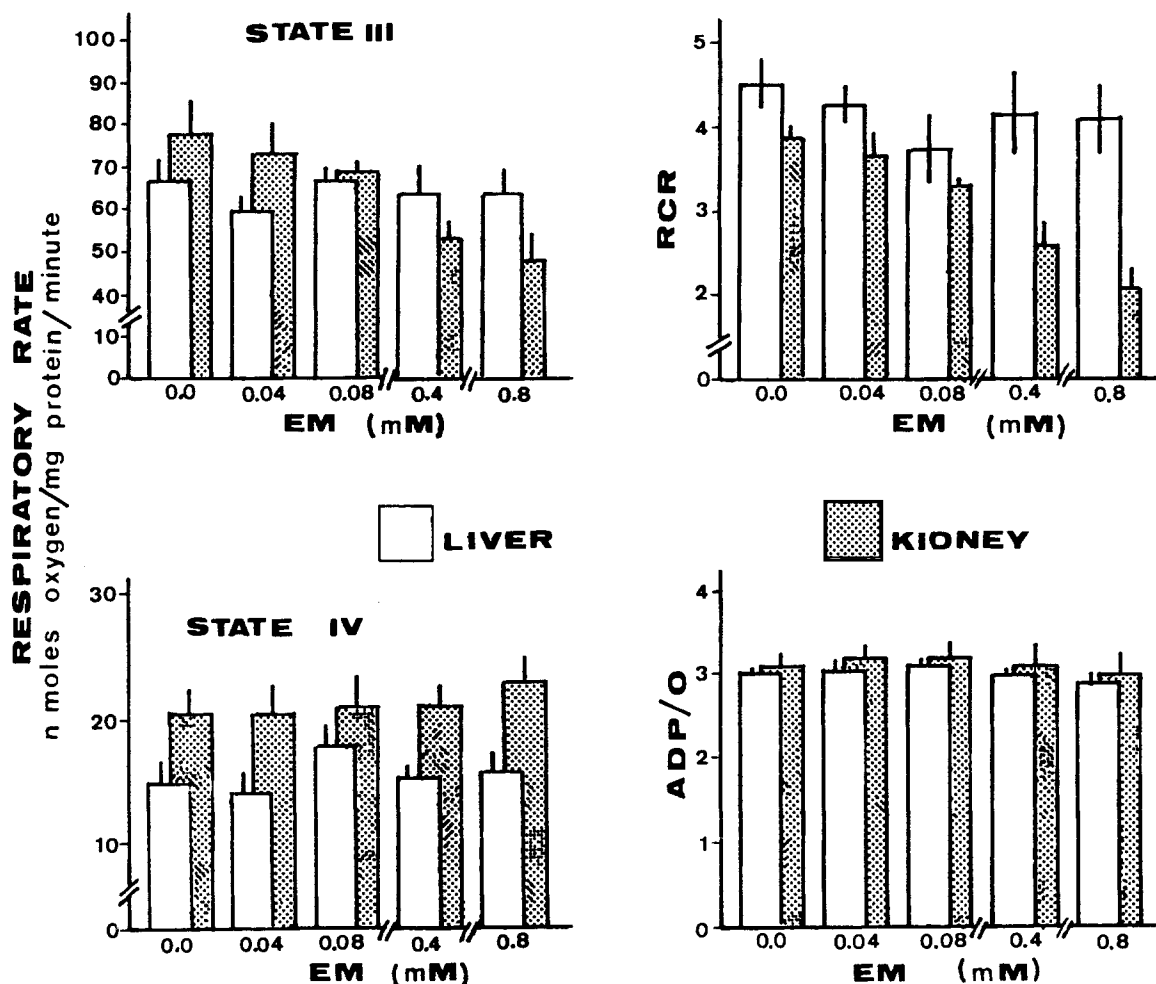 STATE III
100
90
80
70
60
50
40
10
0
0.0 0.04 0.08 0.4 0.8
EM (mM)
5
4
3
2
0
RCR
0.0 0.04 0.08 0.4 0.8
EM (mM)
RESPIRATORY RATE
n moles oxygen/mg protein/minute
LIVER
KIDNEY
STATE IV
30
20
10
0
0.0 0.04 0.08 0.4 0.8
EM (mM)
4
3
2
1
0
ADP/O
0.0 0.04 0.08 0.4 0.8
EM (mM)